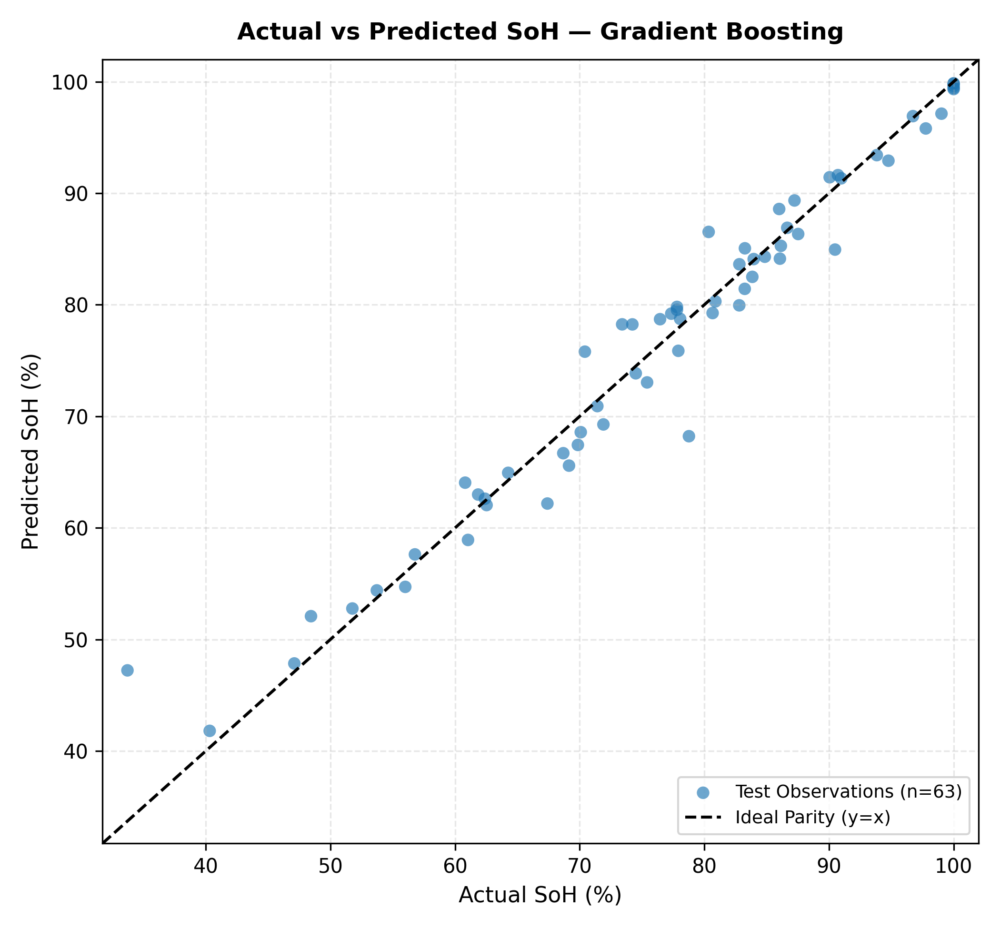 Actual vs Predicted SoH — Gradient Boosting
100
90
80
70
60
50
40
Predicted SoH (%)
Test Observations (n=63)
Ideal Parity (y=x)
40 50 60 70 80 90 100
Actual SoH (%)